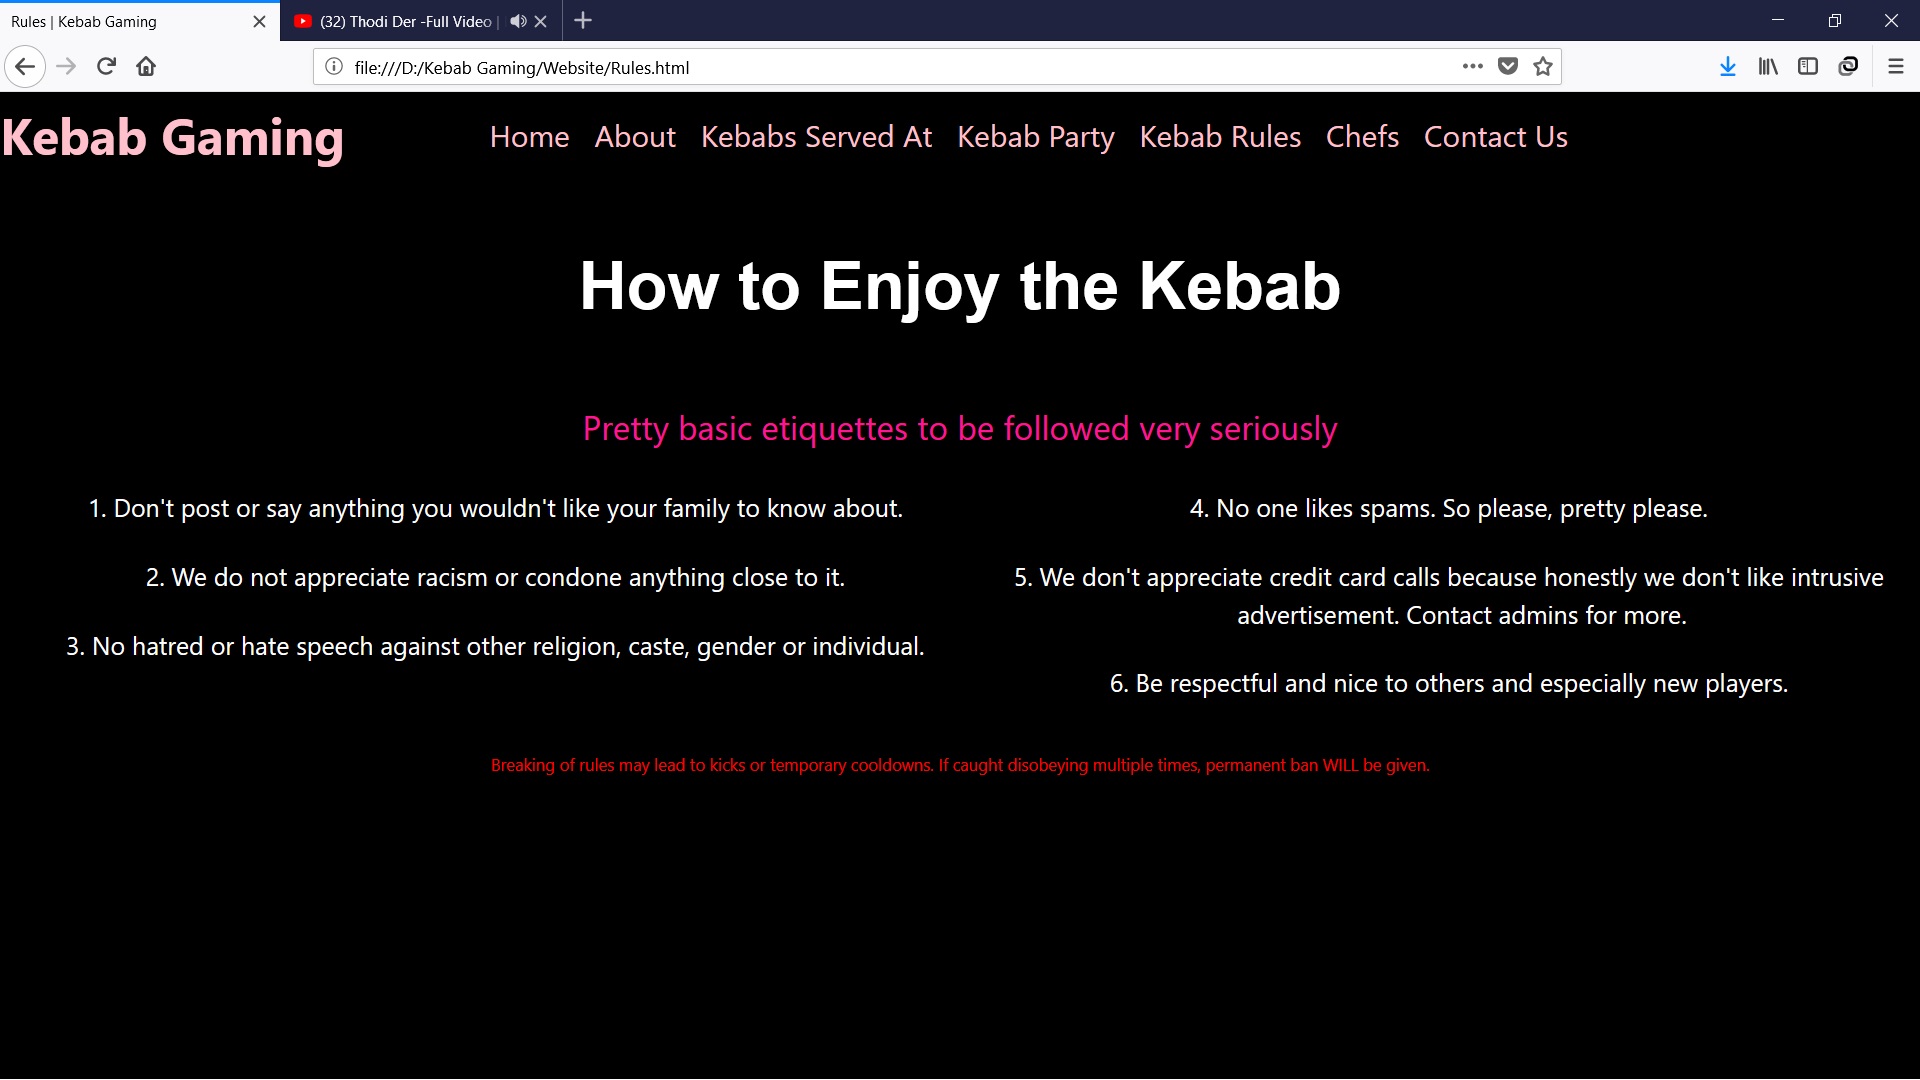 Rules | Kebab Gaming
(32) Thodi Der -Full Video |
file:///D:/Kebab Gaming/Website/Rules.html
Kebab Gaming
Home About Kebabs Served At Kebab Party Kebab Rules Chefs Contact Us
How to Enjoy the Kebab
Pretty basic etiquettes to be followed very seriously
1. Don't post or say anything you wouldn't like your family to know about.
2. We do not appreciate racism or condone anything close to it.
3. No hatred or hate speech against other religion, caste, gender or individual.
4. No one likes spams. So please, pretty please.
5. We don't appreciate credit card calls because honestly we don't like intrusive
advertisement. Contact admins for more.
6. Be respectful and nice to others and especially new players.
Breaking of rules may lead to kicks or temporary cooldowns. If caught disobeying multiple times, permanent ban WILL be given.